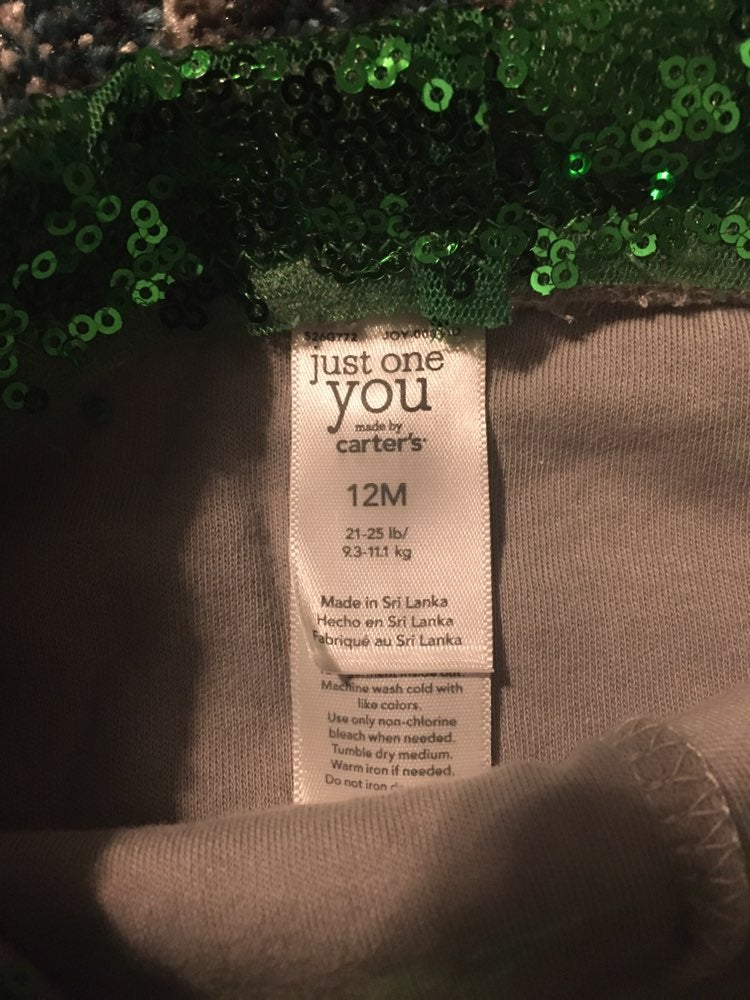 526G772
just one
you
made by
carter's
12M
21-25 lb/
9.3-11.1 kg
Made in Sri Lanka
Hecho en Sri Lanka
Fabriqué au Sri Lanka
Machine wash cold with
like colors.
Use only non-chlorine
bleach when needed.
Tumble dry medium.
Warm iron if needed.
Do not iron